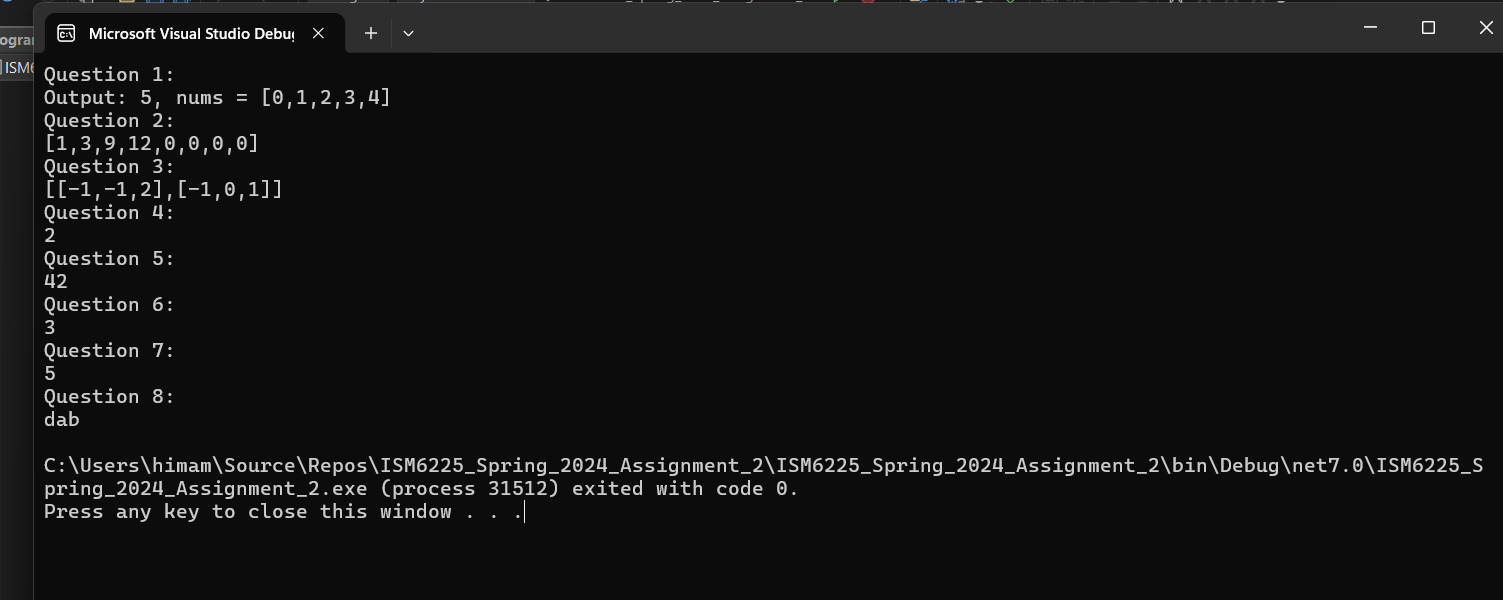 Microsoft Visual Studio Debug
ISM6
Question 1:
Output: 5, nums = [0,1,2,3,4]
Question 2:
[1,3,9,12,0,0,0,0]
Question 3:
[[-1,-1,2],[-1,0,1]]
Question 4:
2
Question 5:
42
Question 6:
3
Question 7:
5
Question 8:
dab
C:\Users\himam\Source\Repos\ISM6225_Spring_2024_Assignment_2\ISM6225_Spring_2024_Assignment_2\bin\Debug\net7.0\ISM6225_S
pring_2024_Assignment_2.exe (process 31512) exited with code 0.
Press any key to close this window . . .